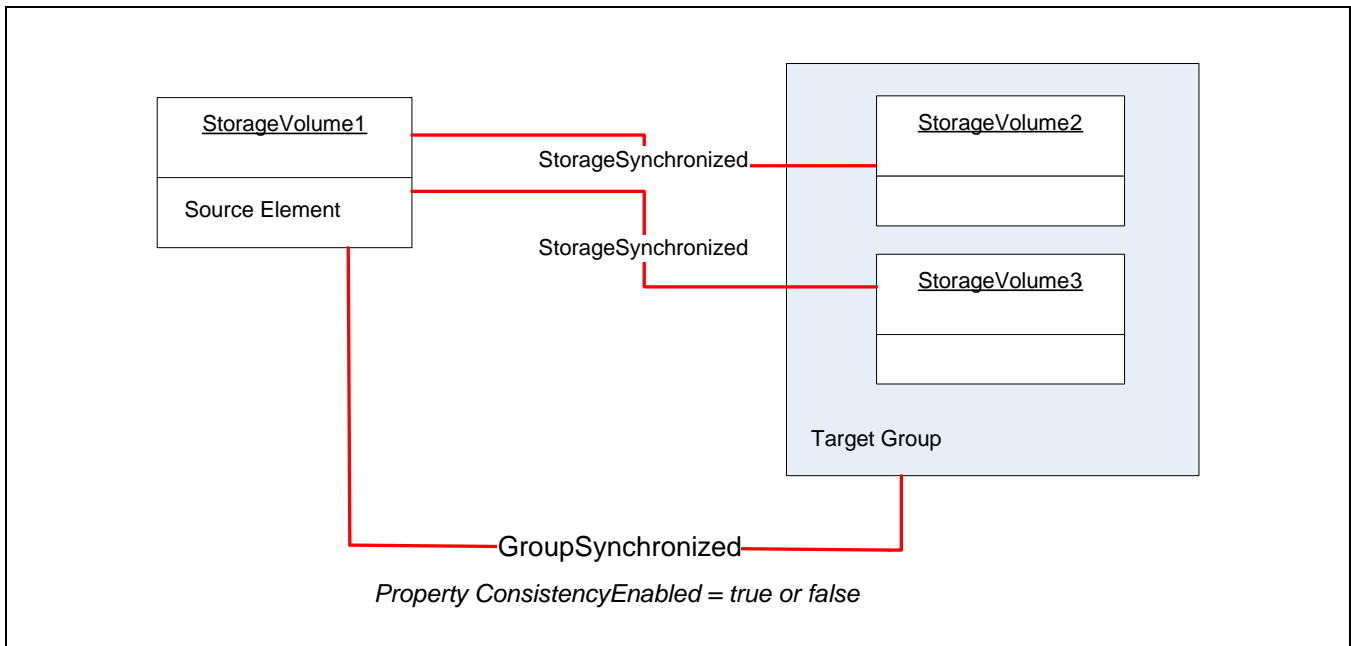 StorageVolume1
Source Element
StorageSynchronized
StorageSynchronized
StorageVolume2
StorageVolume3
Target Group
GroupSynchronized
Property ConsistencyEnabled = true or false